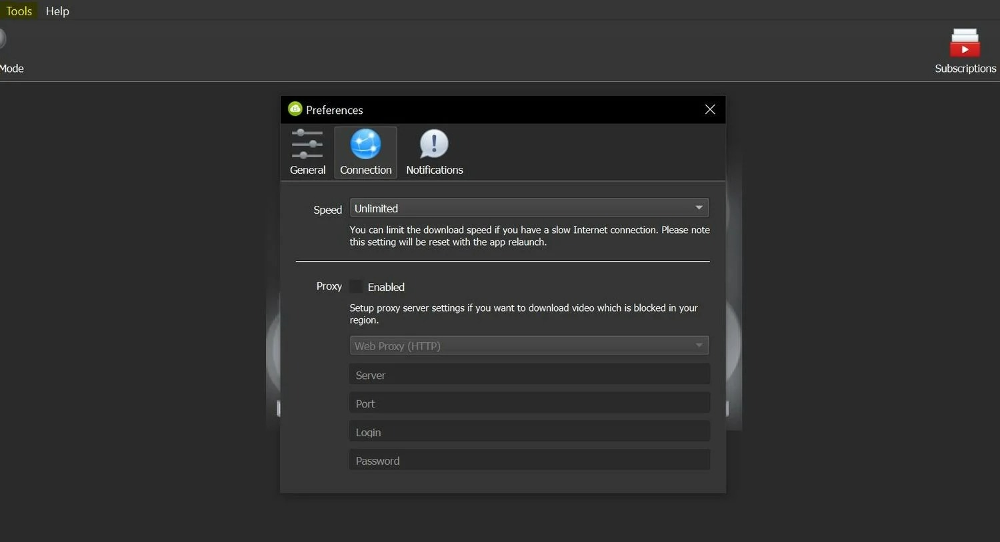 Tools Help
Mode
Subscriptions
Preferences
General Connection Notifications
Speed Unlimited
You can limit the download speed if you have a slow Internet connection. Please note
this setting will be reset with the app relaunch.
Proxy Enabled
Setup proxy server settings if you want to download video which is blocked in your
region.
Web Proxy (HTTP)
Server
Port
Login
Password